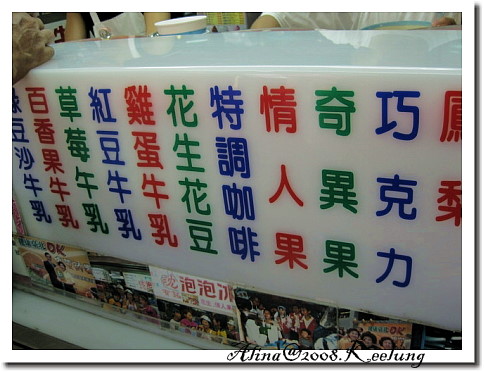 鳳梨
巧克力
奇異果
情人果
特調咖啡
花生花豆
雞蛋牛乳
紅豆牛乳
草莓牛乳
百香果牛乳
綠豆沙牛乳
泡泡冰
Alina@2008.Keelung